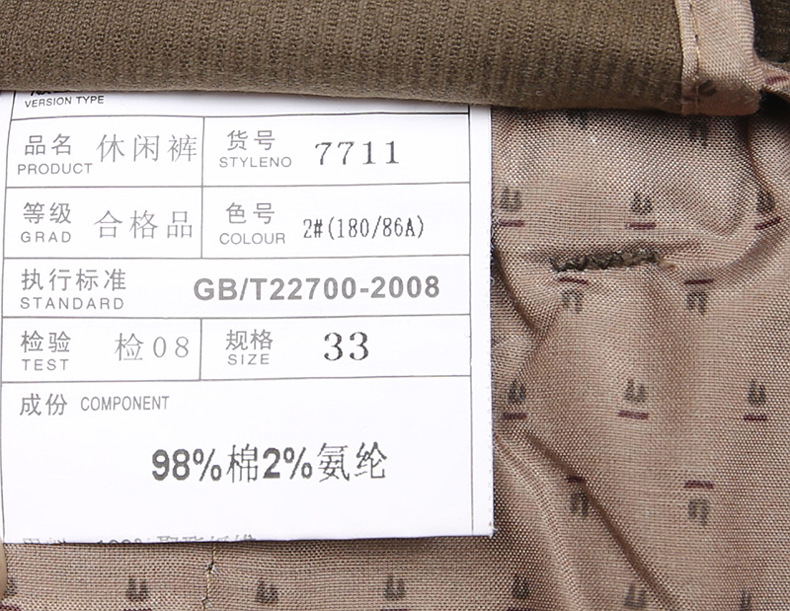 VERSION TYPE
品名 休闲裤 货号 7711
PRODUCT STYLENO
等级 合格品 色号 2#(180/86A)
GRAD COLOUR
执行标准 GB/T22700-2008
STANDARD
检验 检08 规格 33
TEST SIZE
成份 COMPONENT
98%棉2%氨纶